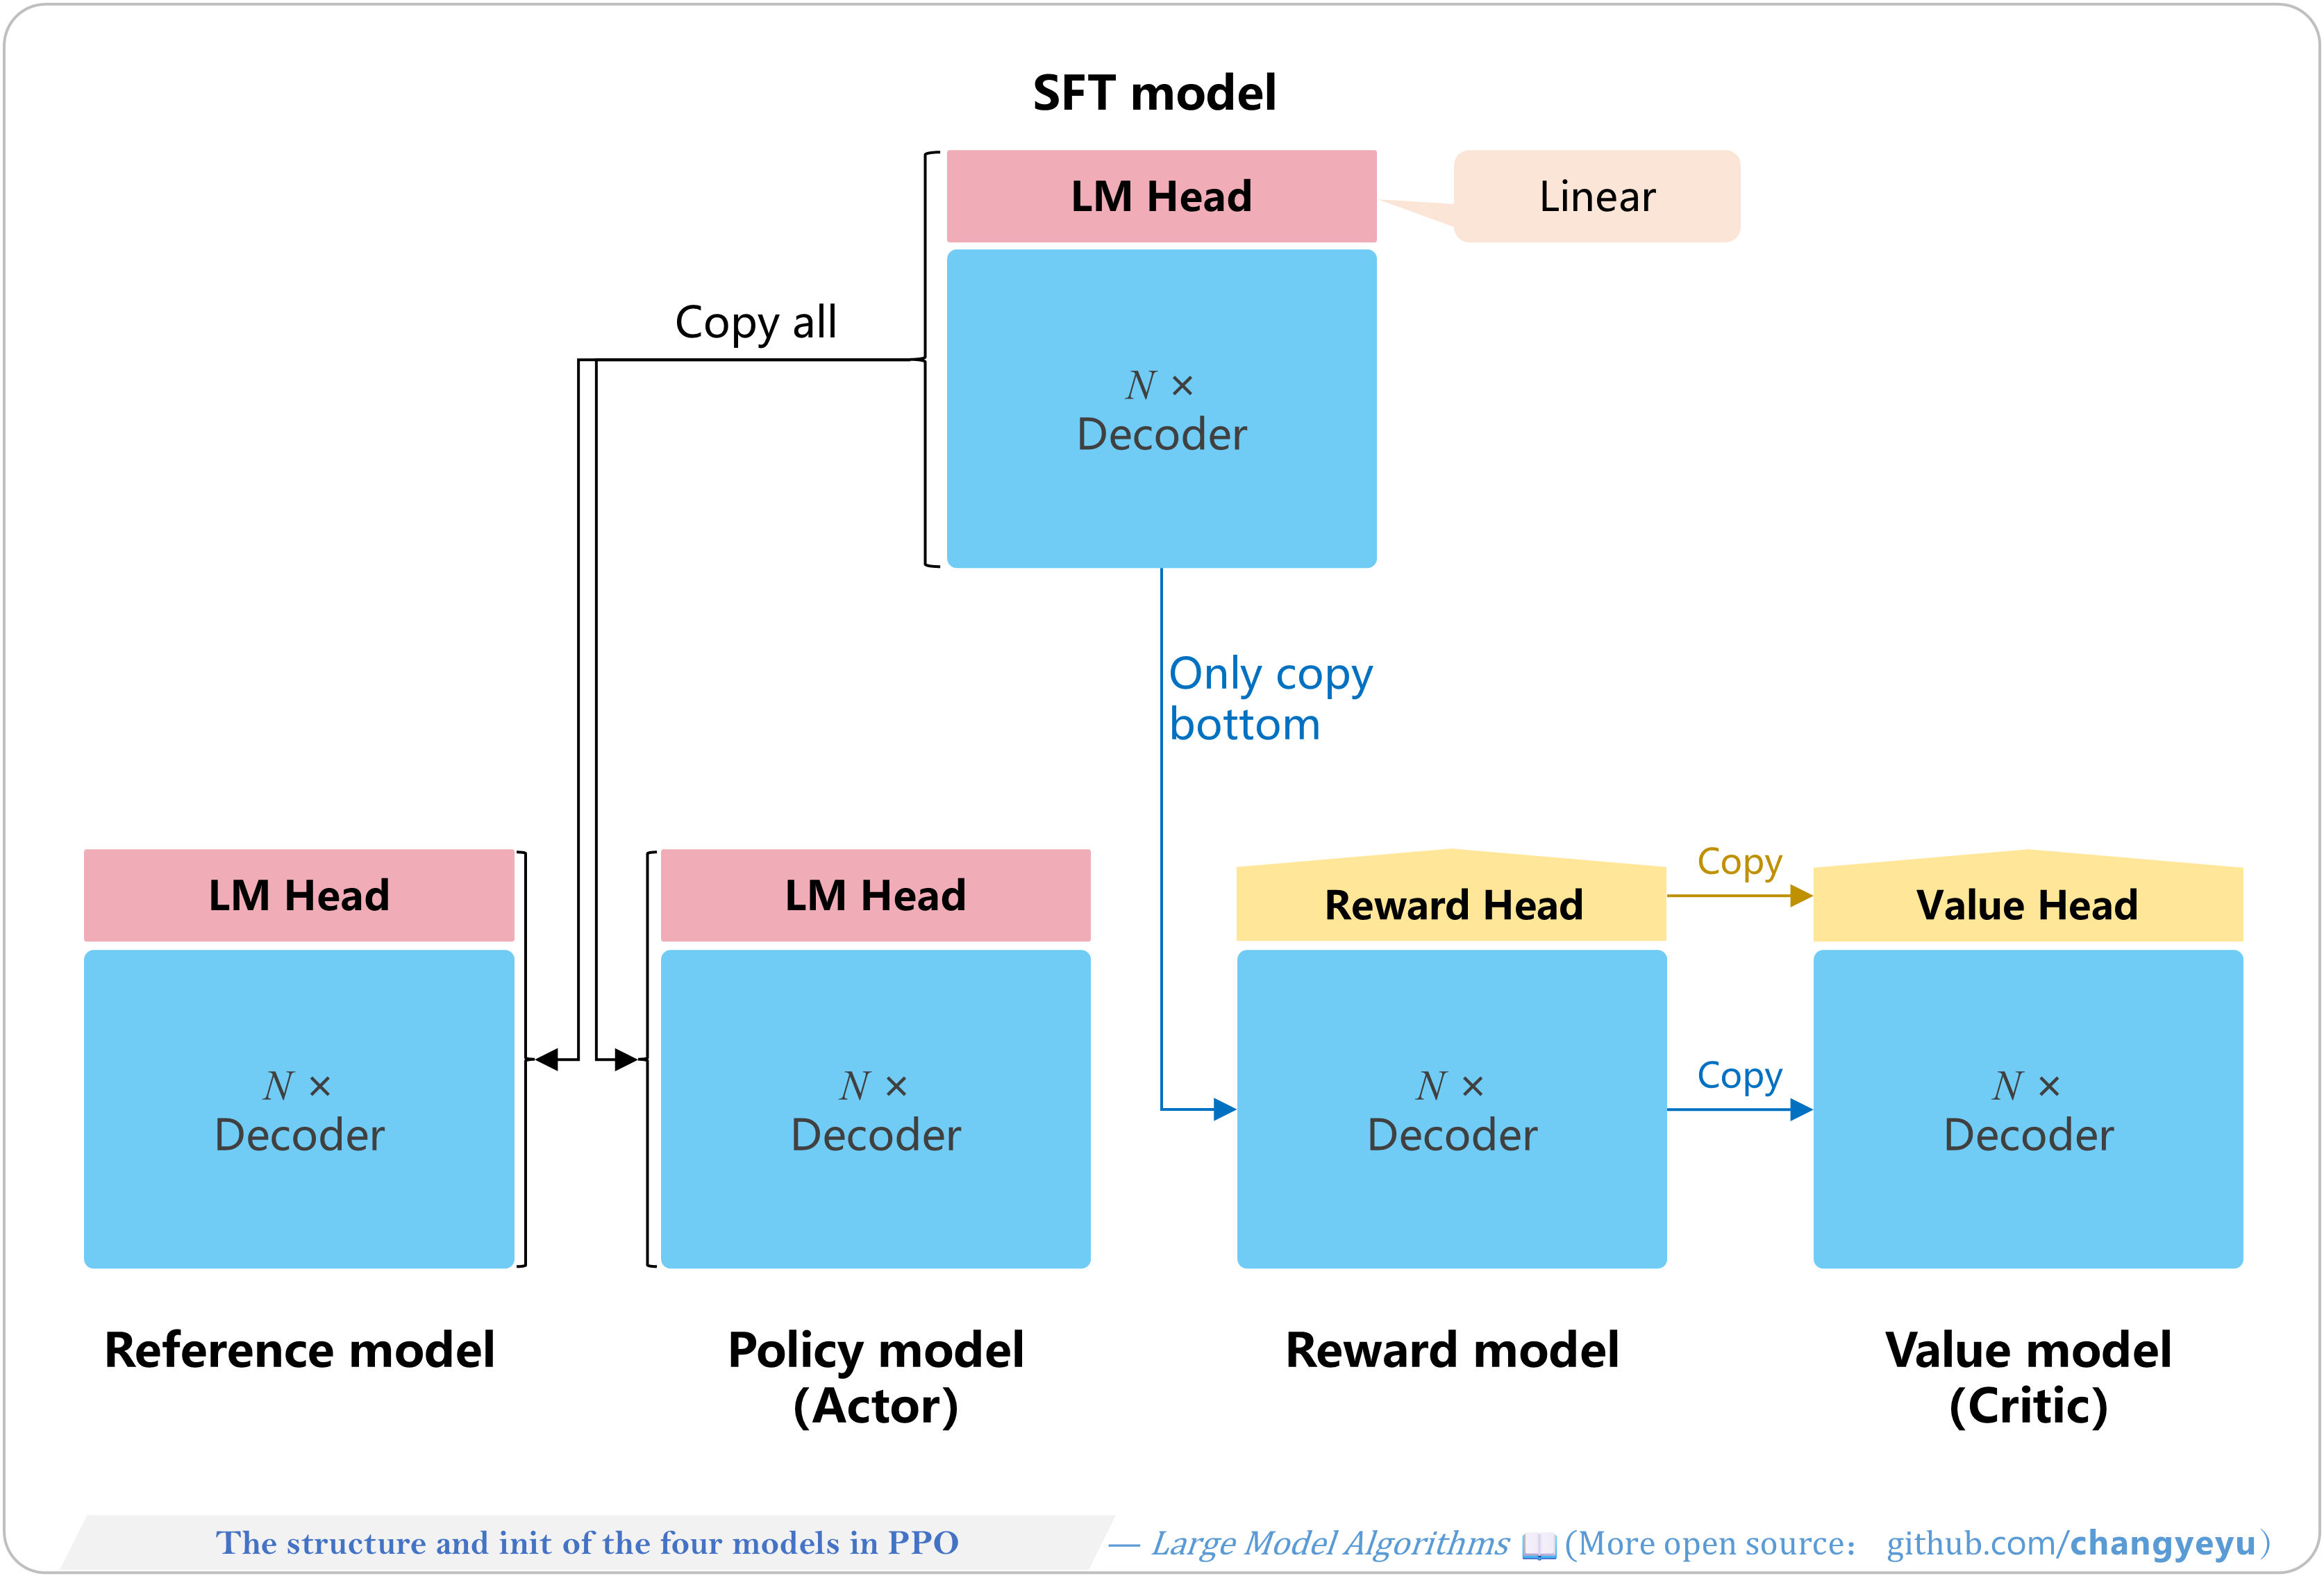 SFT model
LM Head
Linear
Copy all
N ×
Decoder
Only copy
bottom
LM Head
LM Head
Reward Head
Copy
Value Head
N ×
Decoder
N ×
Decoder
N ×
Decoder
Copy
N ×
Decoder
Reference model
Policy model
(Actor)
Reward model
Value model
(Critic)
The structure and init of the four models in PPO
— Large Model Algorithms 📖 (More open source： github.com/changyeyu)